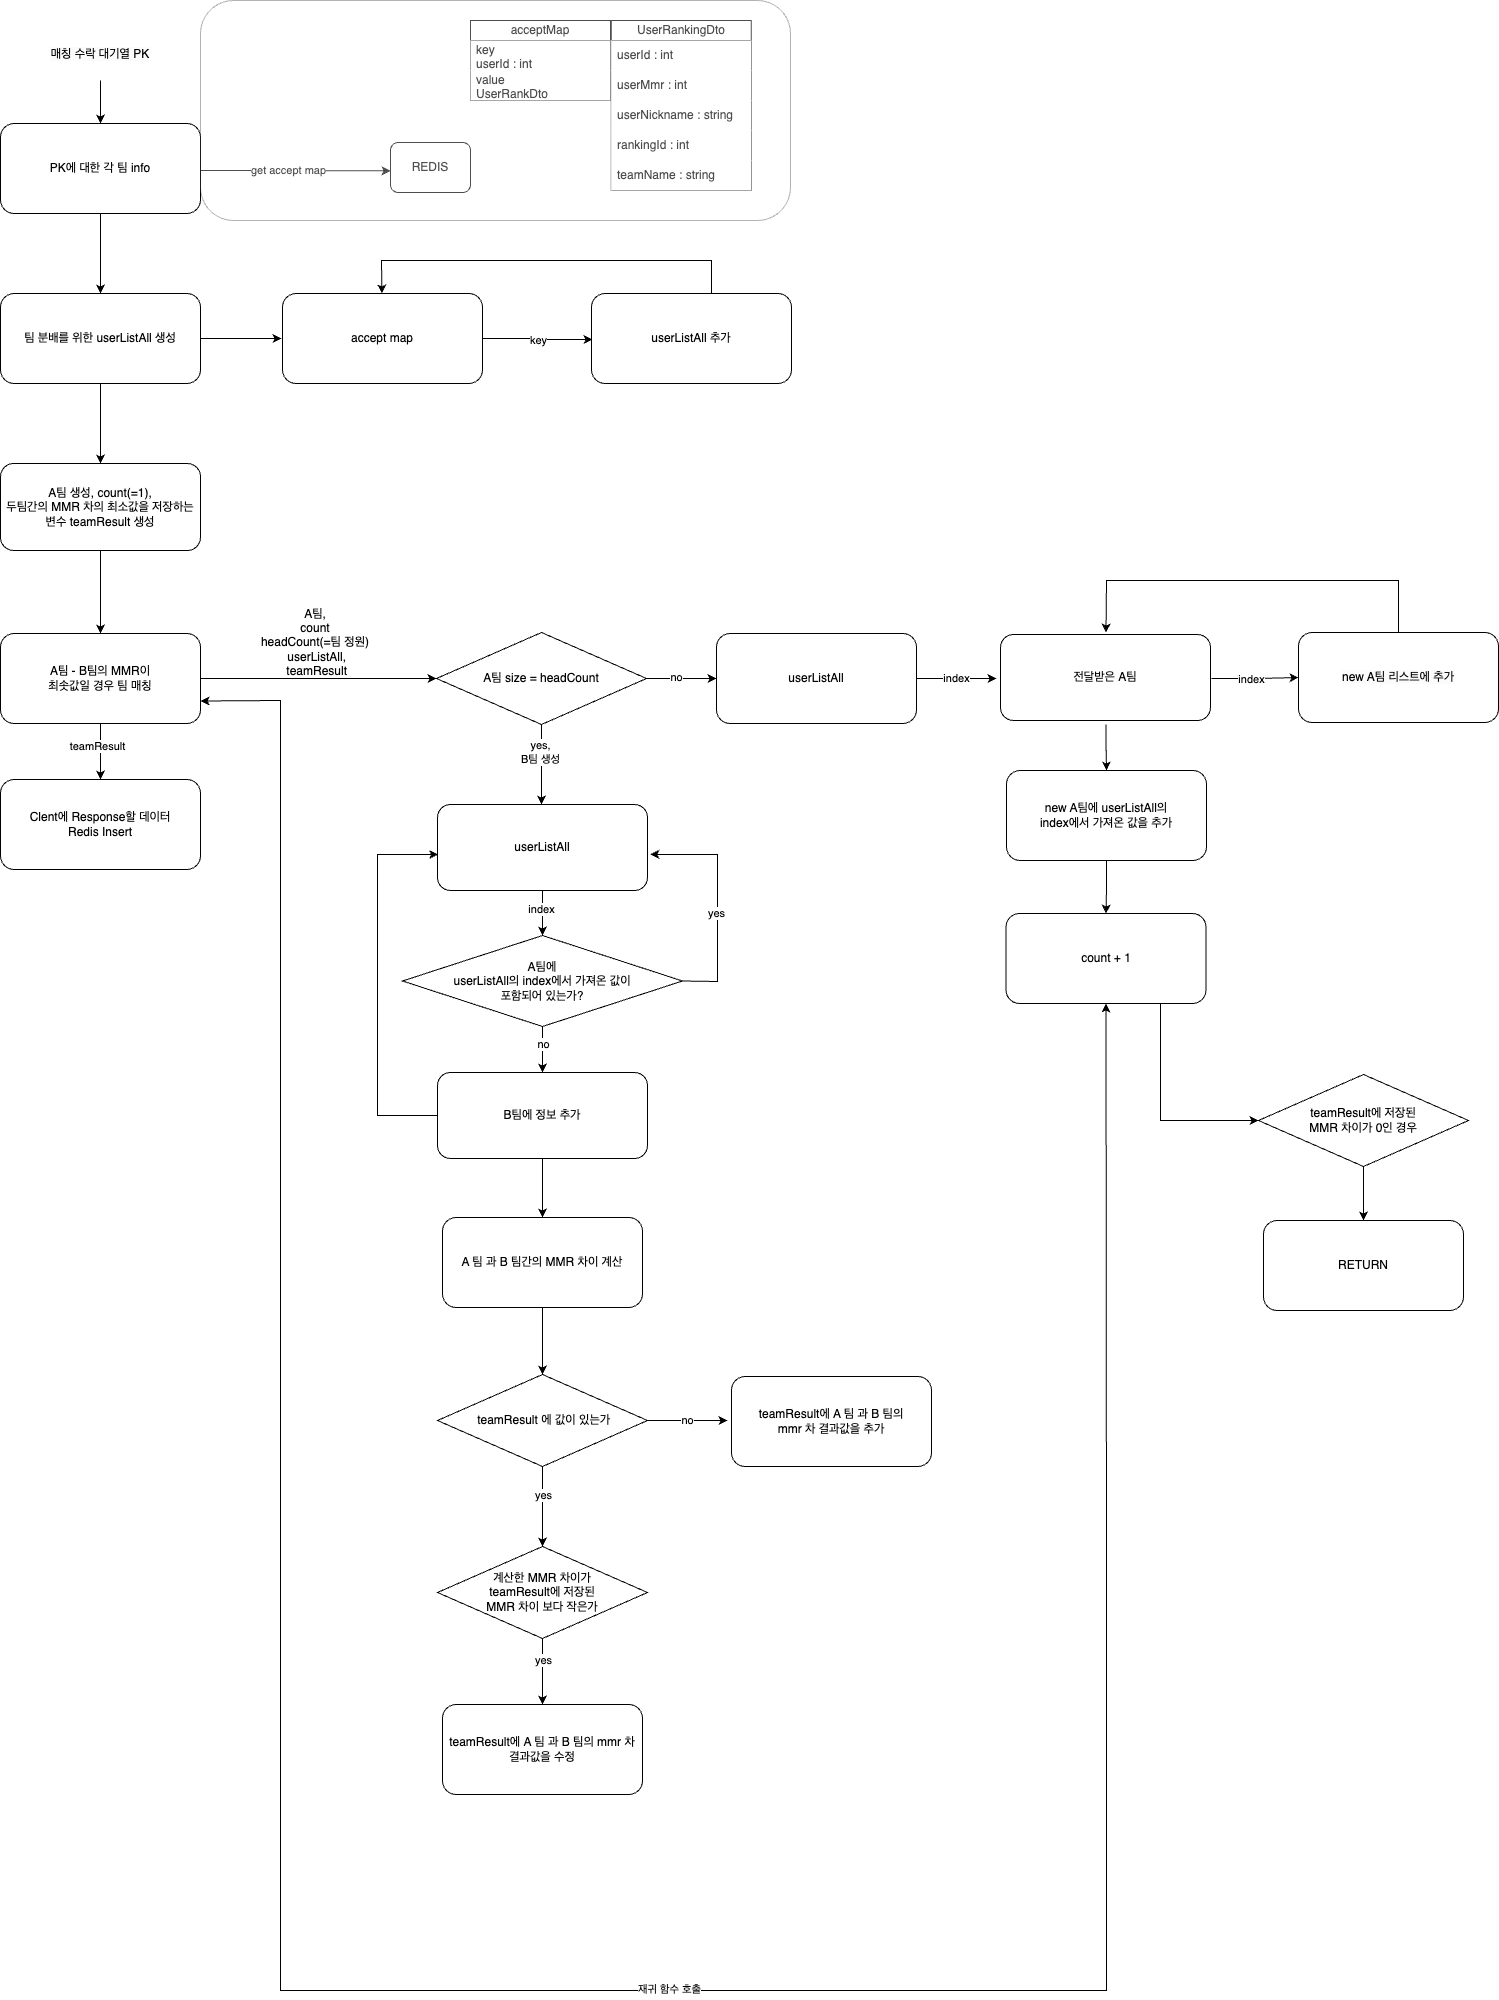 매칭 수락 대기열 PK
acceptMap
key
userId : int
value
UserRankDto
UserRankingDto
userId : int
userMmr : int
userNickname : string
rankingId : int
teamName : string
PK에 대한 각 팀 info
get accept map
REDIS
팀 분배를 위한 userListAll 생성
accept map
key
userListAll 추가
A팀 생성, count(=1),
두팀간의 MMR 차의 최소값을 저장하는
변수 teamResult 생성
A팀 - B팀의 MMR이
최솟값일 경우 팀 매칭
A팀,
count
headCount(=팀 정원)
userListAll,
teamResult
A팀 size = headCount
no
userListAll
index
전달받은 A팀
index
new A팀 리스트에 추가
teamResult
Clent에 Response할 데이터
Redis Insert
yes,
B팀 생성
userListAll
index
yes
A팀에
userListAll의 index에서 가져온 값이
포함되어 있는가?
no
B팀에 정보 추가
new A팀에 userListAll의
index에서 가져온 값을 추가
count + 1
teamResult에 저장된
MMR 차이가 0인 경우
RETURN
A 팀 과 B 팀간의 MMR 차이 계산
teamResult 에 값이 있는가
no
teamResult에 A 팀 과 B 팀의
mmr 차 결과값을 추가
yes
계산한 MMR 차이가
teamResult에 저장된
MMR 차이 보다 작은가
yes
teamResult에 A 팀 과 B 팀의 mmr 차
결과값을 수정
재귀 함수 호출